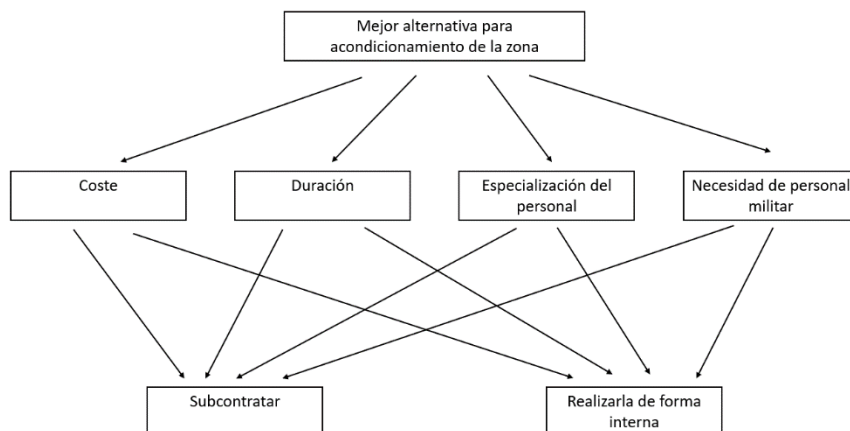 Mejor alternativa para
acondicionamiento de la zona
Coste
Duración
Especialización del
personal
Necesidad de personal
militar
Subcontratar
Realizarla de forma
interna